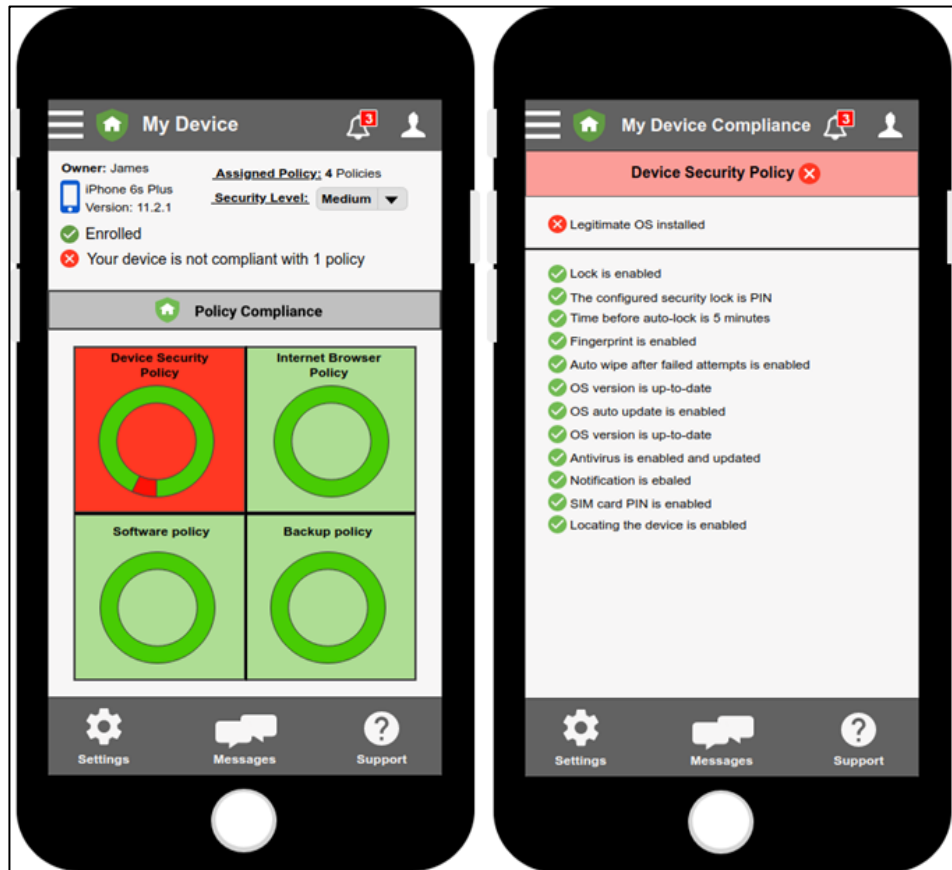 My Device
3
Owner: James
Assigned Policy: 4 Policies
iPhone 6s Plus
Version: 11.2.1
Security Level: Medium
Enrolled
Your device is not compliant with 1 policy
Policy Compliance
Device Security
Policy
Internet Browser
Policy
Software policy
Backup policy
Settings
Messages
Support
My Device Compliance
3
Device Security Policy
Legitimate OS installed
Lock is enabled
The configured security lock is PIN
Time before auto-lock is 5 minutes
Fingerprint is enabled
Auto wipe after failed attempts is enabled
OS version is up-to-date
OS auto update is enabled
OS version is up-to-date
Antivirus is enabled and updated
Notification is ebaled
SIM card PIN is enabled
Locating the device is enabled
Settings
Messages
Support